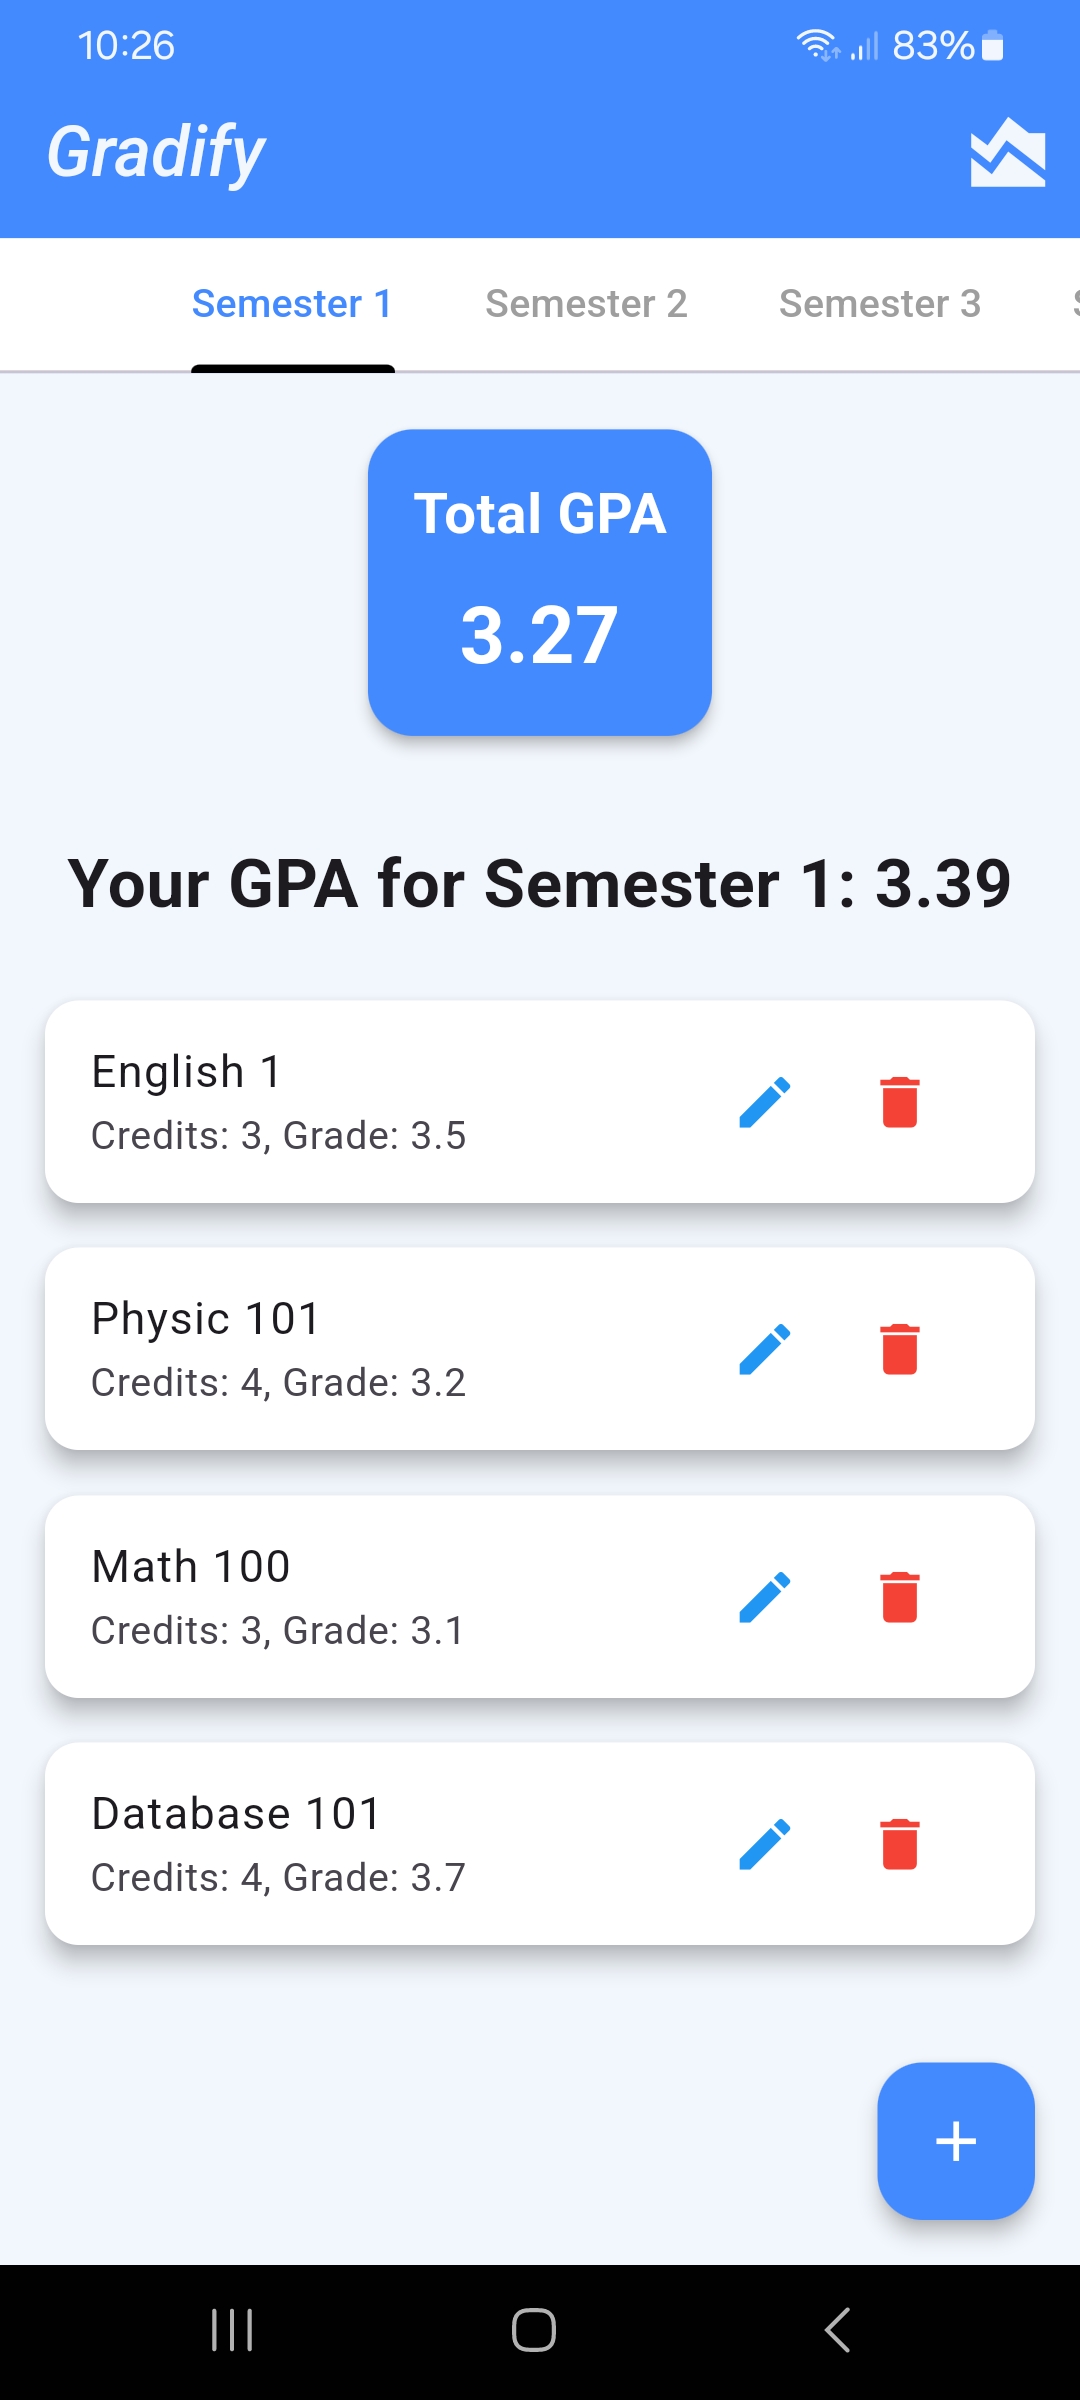 10:26 83%
Gradify
Semester 1 Semester 2 Semester 3
Total GPA
3.27
Your GPA for Semester 1: 3.39
English 1
Credits: 3, Grade: 3.5
Physic 101
Credits: 4, Grade: 3.2
Math 100
Credits: 3, Grade: 3.1
Database 101
Credits: 4, Grade: 3.7